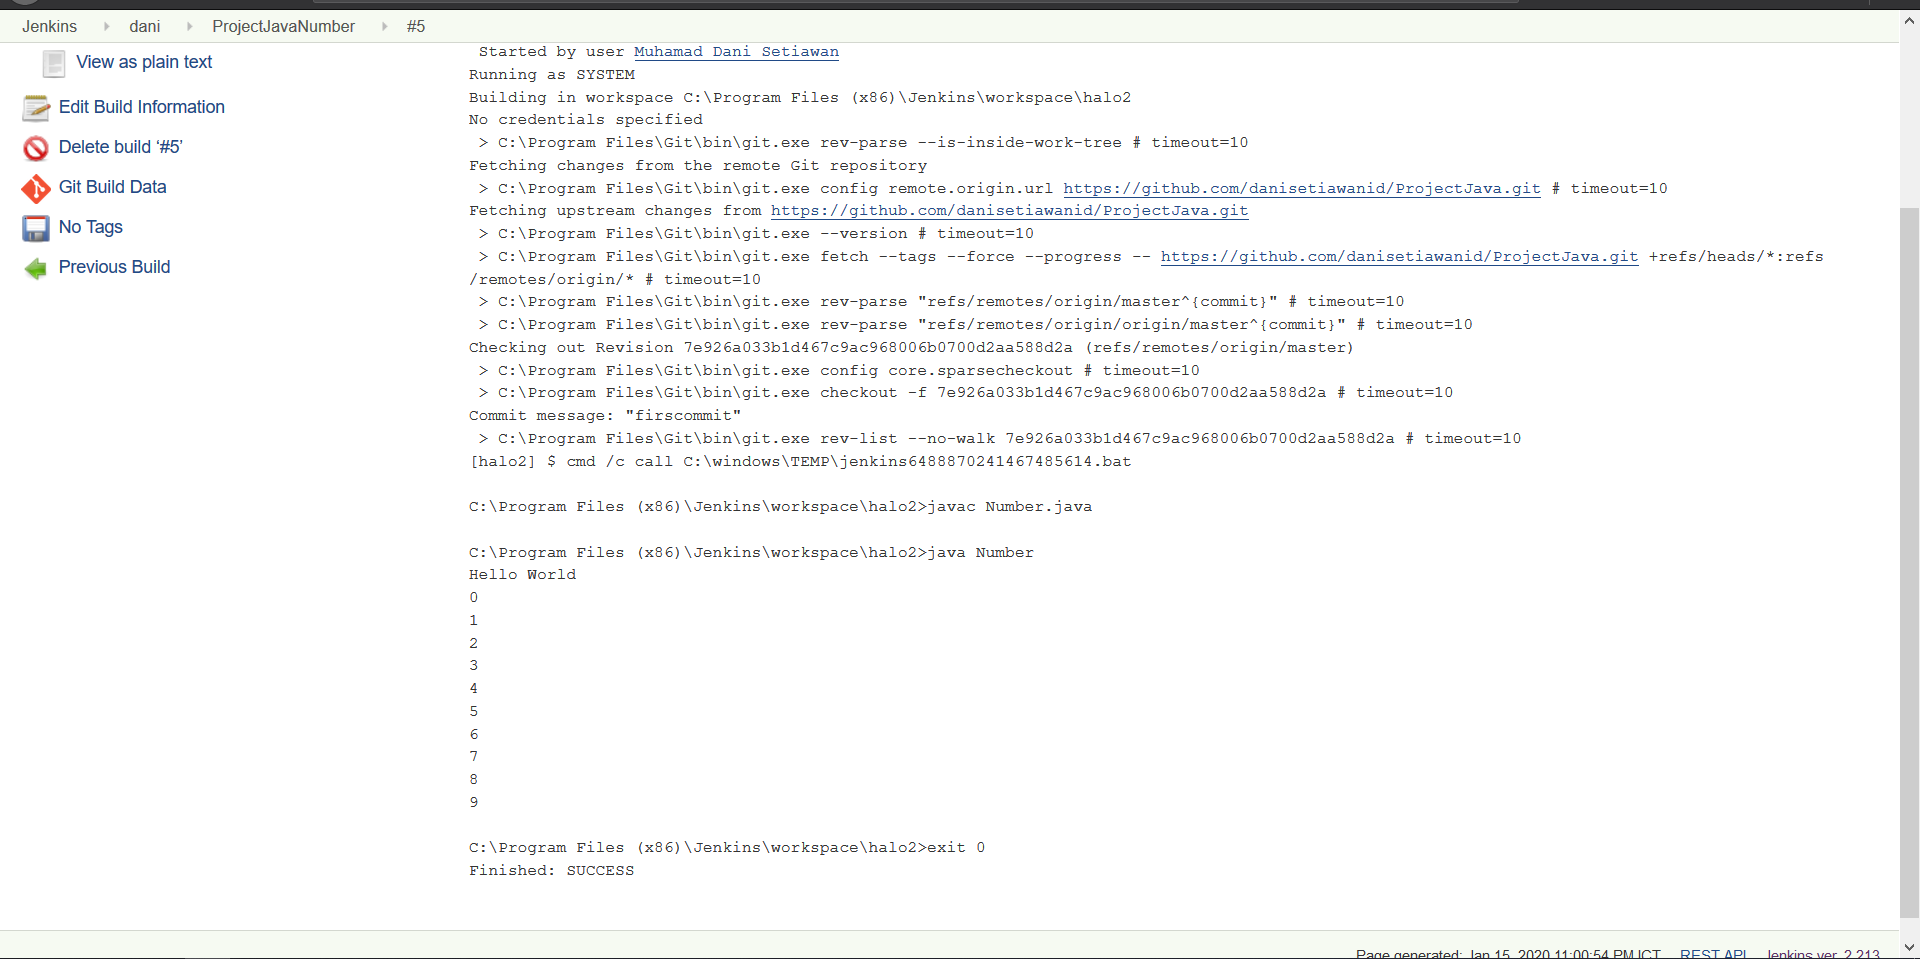 Jenkins dani ProjectJavaNumber #5
View as plain text
Edit Build Information
Delete build ‘#5’
Git Build Data
No Tags
Previous Build
Started by user Muhamad Dani Setiawan
Running as SYSTEM
Building in workspace C:\Program Files (x86)\Jenkins\workspace\halo2
No credentials specified
> C:\Program Files\Git\bin\git.exe rev-parse --is-inside-work-tree # timeout=10
Fetching changes from the remote Git repository
> C:\Program Files\Git\bin\git.exe config remote.origin.url https://github.com/danisetiawanid/ProjectJava.git # timeout=10
Fetching upstream changes from https://github.com/danisetiawanid/ProjectJava.git
> C:\Program Files\Git\bin\git.exe --version # timeout=10
> C:\Program Files\Git\bin\git.exe fetch --tags --force --progress -- https://github.com/danisetiawanid/ProjectJava.git +refs/heads/*:refs
/remotes/origin/* # timeout=10
> C:\Program Files\Git\bin\git.exe rev-parse "refs/remotes/origin/master^{commit}" # timeout=10
> C:\Program Files\Git\bin\git.exe rev-parse "refs/remotes/origin/origin/master^{commit}" # timeout=10
Checking out Revision 7e926a033b1d467c9ac968006b0700d2aa588d2a (refs/remotes/origin/master)
> C:\Program Files\Git\bin\git.exe config core.sparsecheckout # timeout=10
> C:\Program Files\Git\bin\git.exe checkout -f 7e926a033b1d467c9ac968006b0700d2aa588d2a # timeout=10
Commit message: "firscommit"
> C:\Program Files\Git\bin\git.exe rev-list --no-walk 7e926a033b1d467c9ac968006b0700d2aa588d2a # timeout=10
[halo2] $ cmd /c call C:\windows\TEMP\jenkins6488870241467485614.bat
C:\Program Files (x86)\Jenkins\workspace\halo2>javac Number.java
C:\Program Files (x86)\Jenkins\workspace\halo2>java Number
Hello World
0
1
2
3
4
5
6
7
8
9
C:\Program Files (x86)\Jenkins\workspace\halo2>exit 0
Finished: SUCCESS
Page generated: Jan 15, 2020 11:00:54 PM ICT REST API Jenkins ver. 2.213